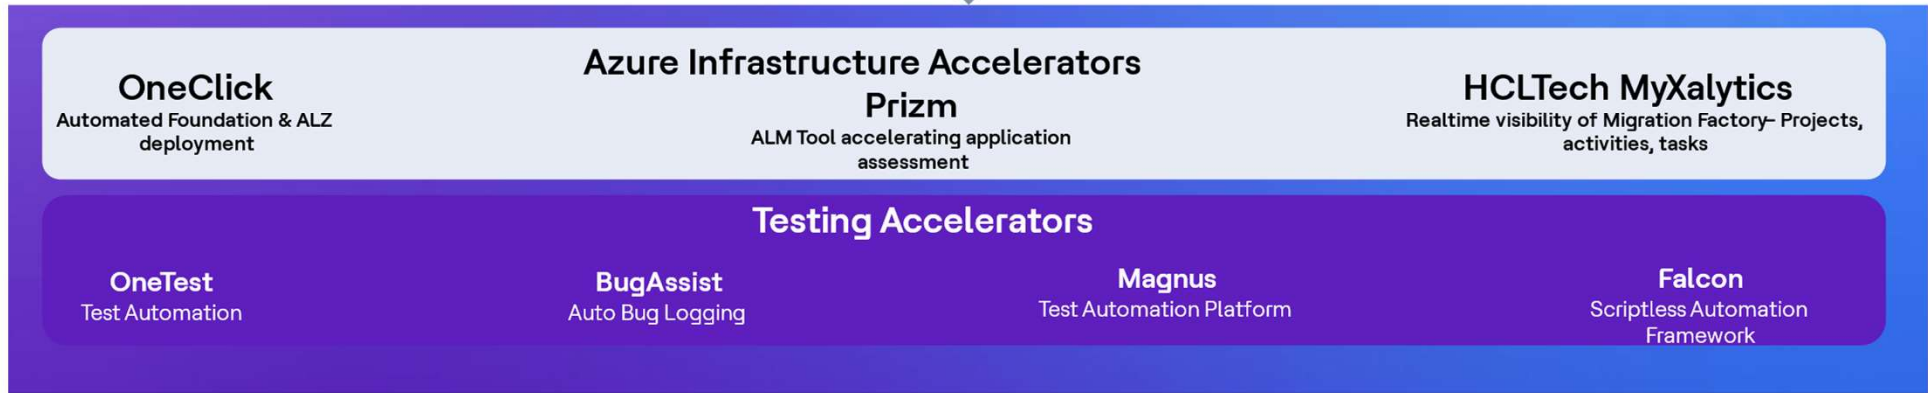 Azure Infrastructure Accelerators
OneClick
Automated Foundation & ALZ
deployment
Prizm
ALM Tool accelerating application
assessment
HCLTech MyXalytics
Realtime visibility of Migration Factory– Projects,
activities, tasks
Testing Accelerators
OneTest
Test Automation
BugAssist
Auto Bug Logging
Magnus
Test Automation Platform
Falcon
Scriptless Automation
Framework